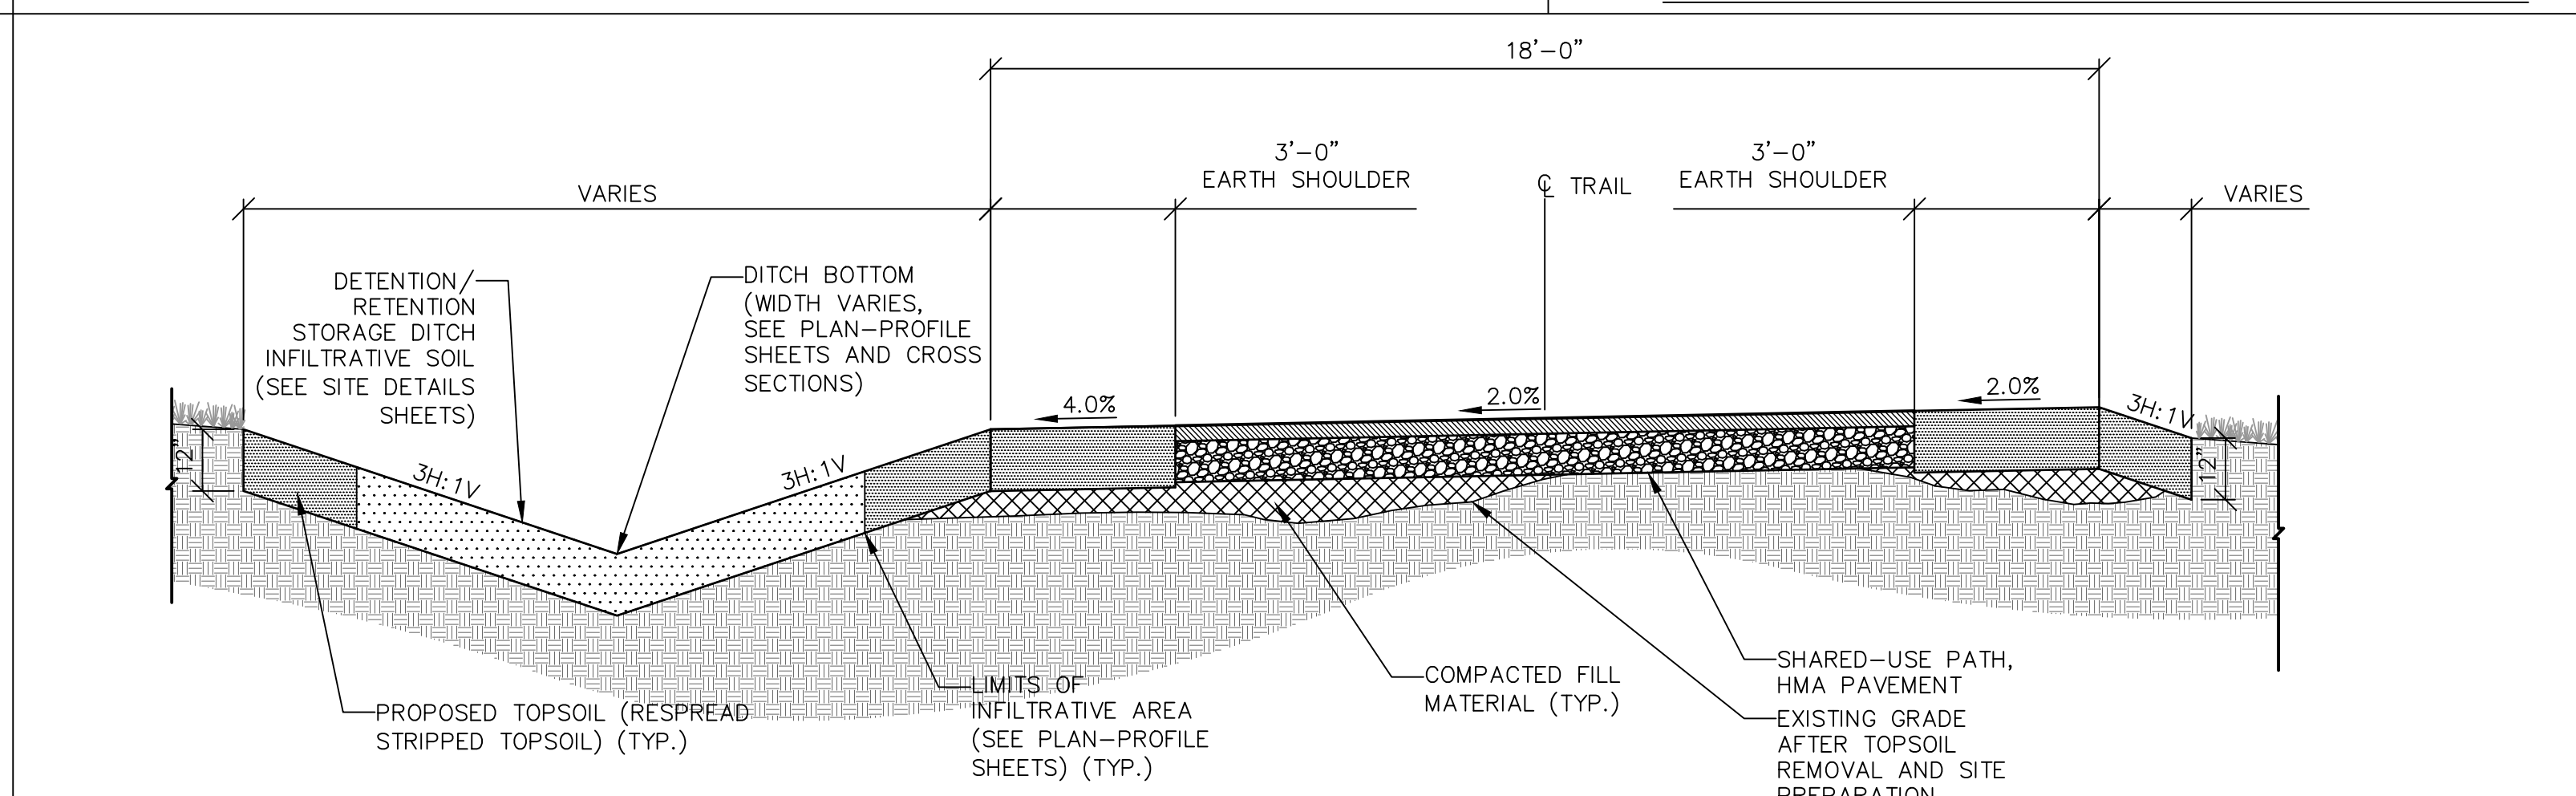 18'-0"
3'-0"
EARTH SHOULDER
℄ TRAIL
3'-0"
EARTH SHOULDER
VARIES
VARIES
DETENTION/
RETENTION
STORAGE DITCH
INFILTRATIVE SOIL
(SEE SITE DETAILS
SHEETS)
DITCH BOTTOM
(WIDTH VARIES,
SEE PLAN-PROFILE
SHEETS AND CROSS
SECTIONS)
4.0%
2.0%
2.0%
3H:1V
12"
3H:1V
3H:1V
12"
PROPOSED TOPSOIL (RESPREAD
STRIPPED TOPSOIL) (TYP.)
LIMITS OF
INFILTRATIVE AREA
(SEE PLAN-PROFILE
SHEETS) (TYP.)
COMPACTED FILL
MATERIAL (TYP.)
SHARED-USE PATH,
HMA PAVEMENT
EXISTING GRADE
AFTER TOPSOIL
REMOVAL AND SITE
PREPARATION